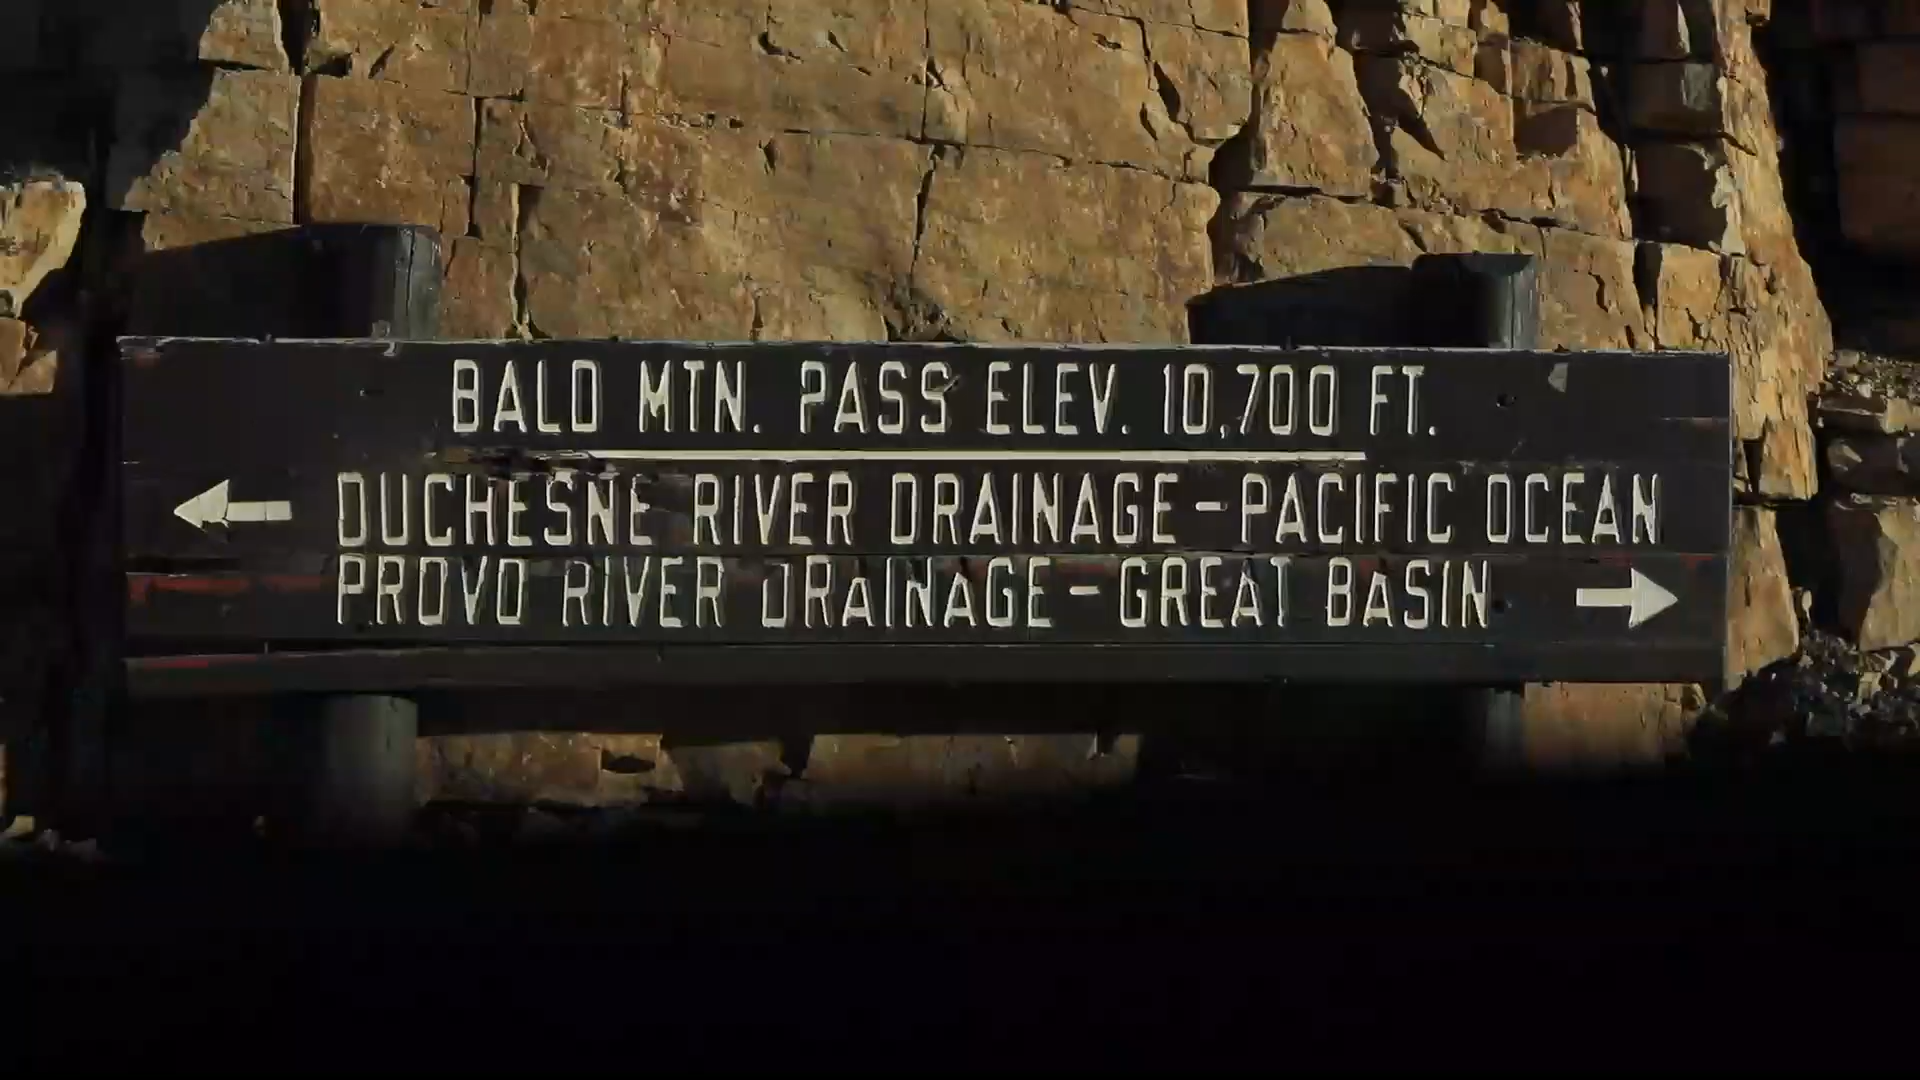 BALD MTN. PASS ELEV. 10,700 FT.
DUCHESNE RIVER DRAINAGE-PACIFIC OCEAN
PROVO RIVER DRAINAGE-GREAT BASIN